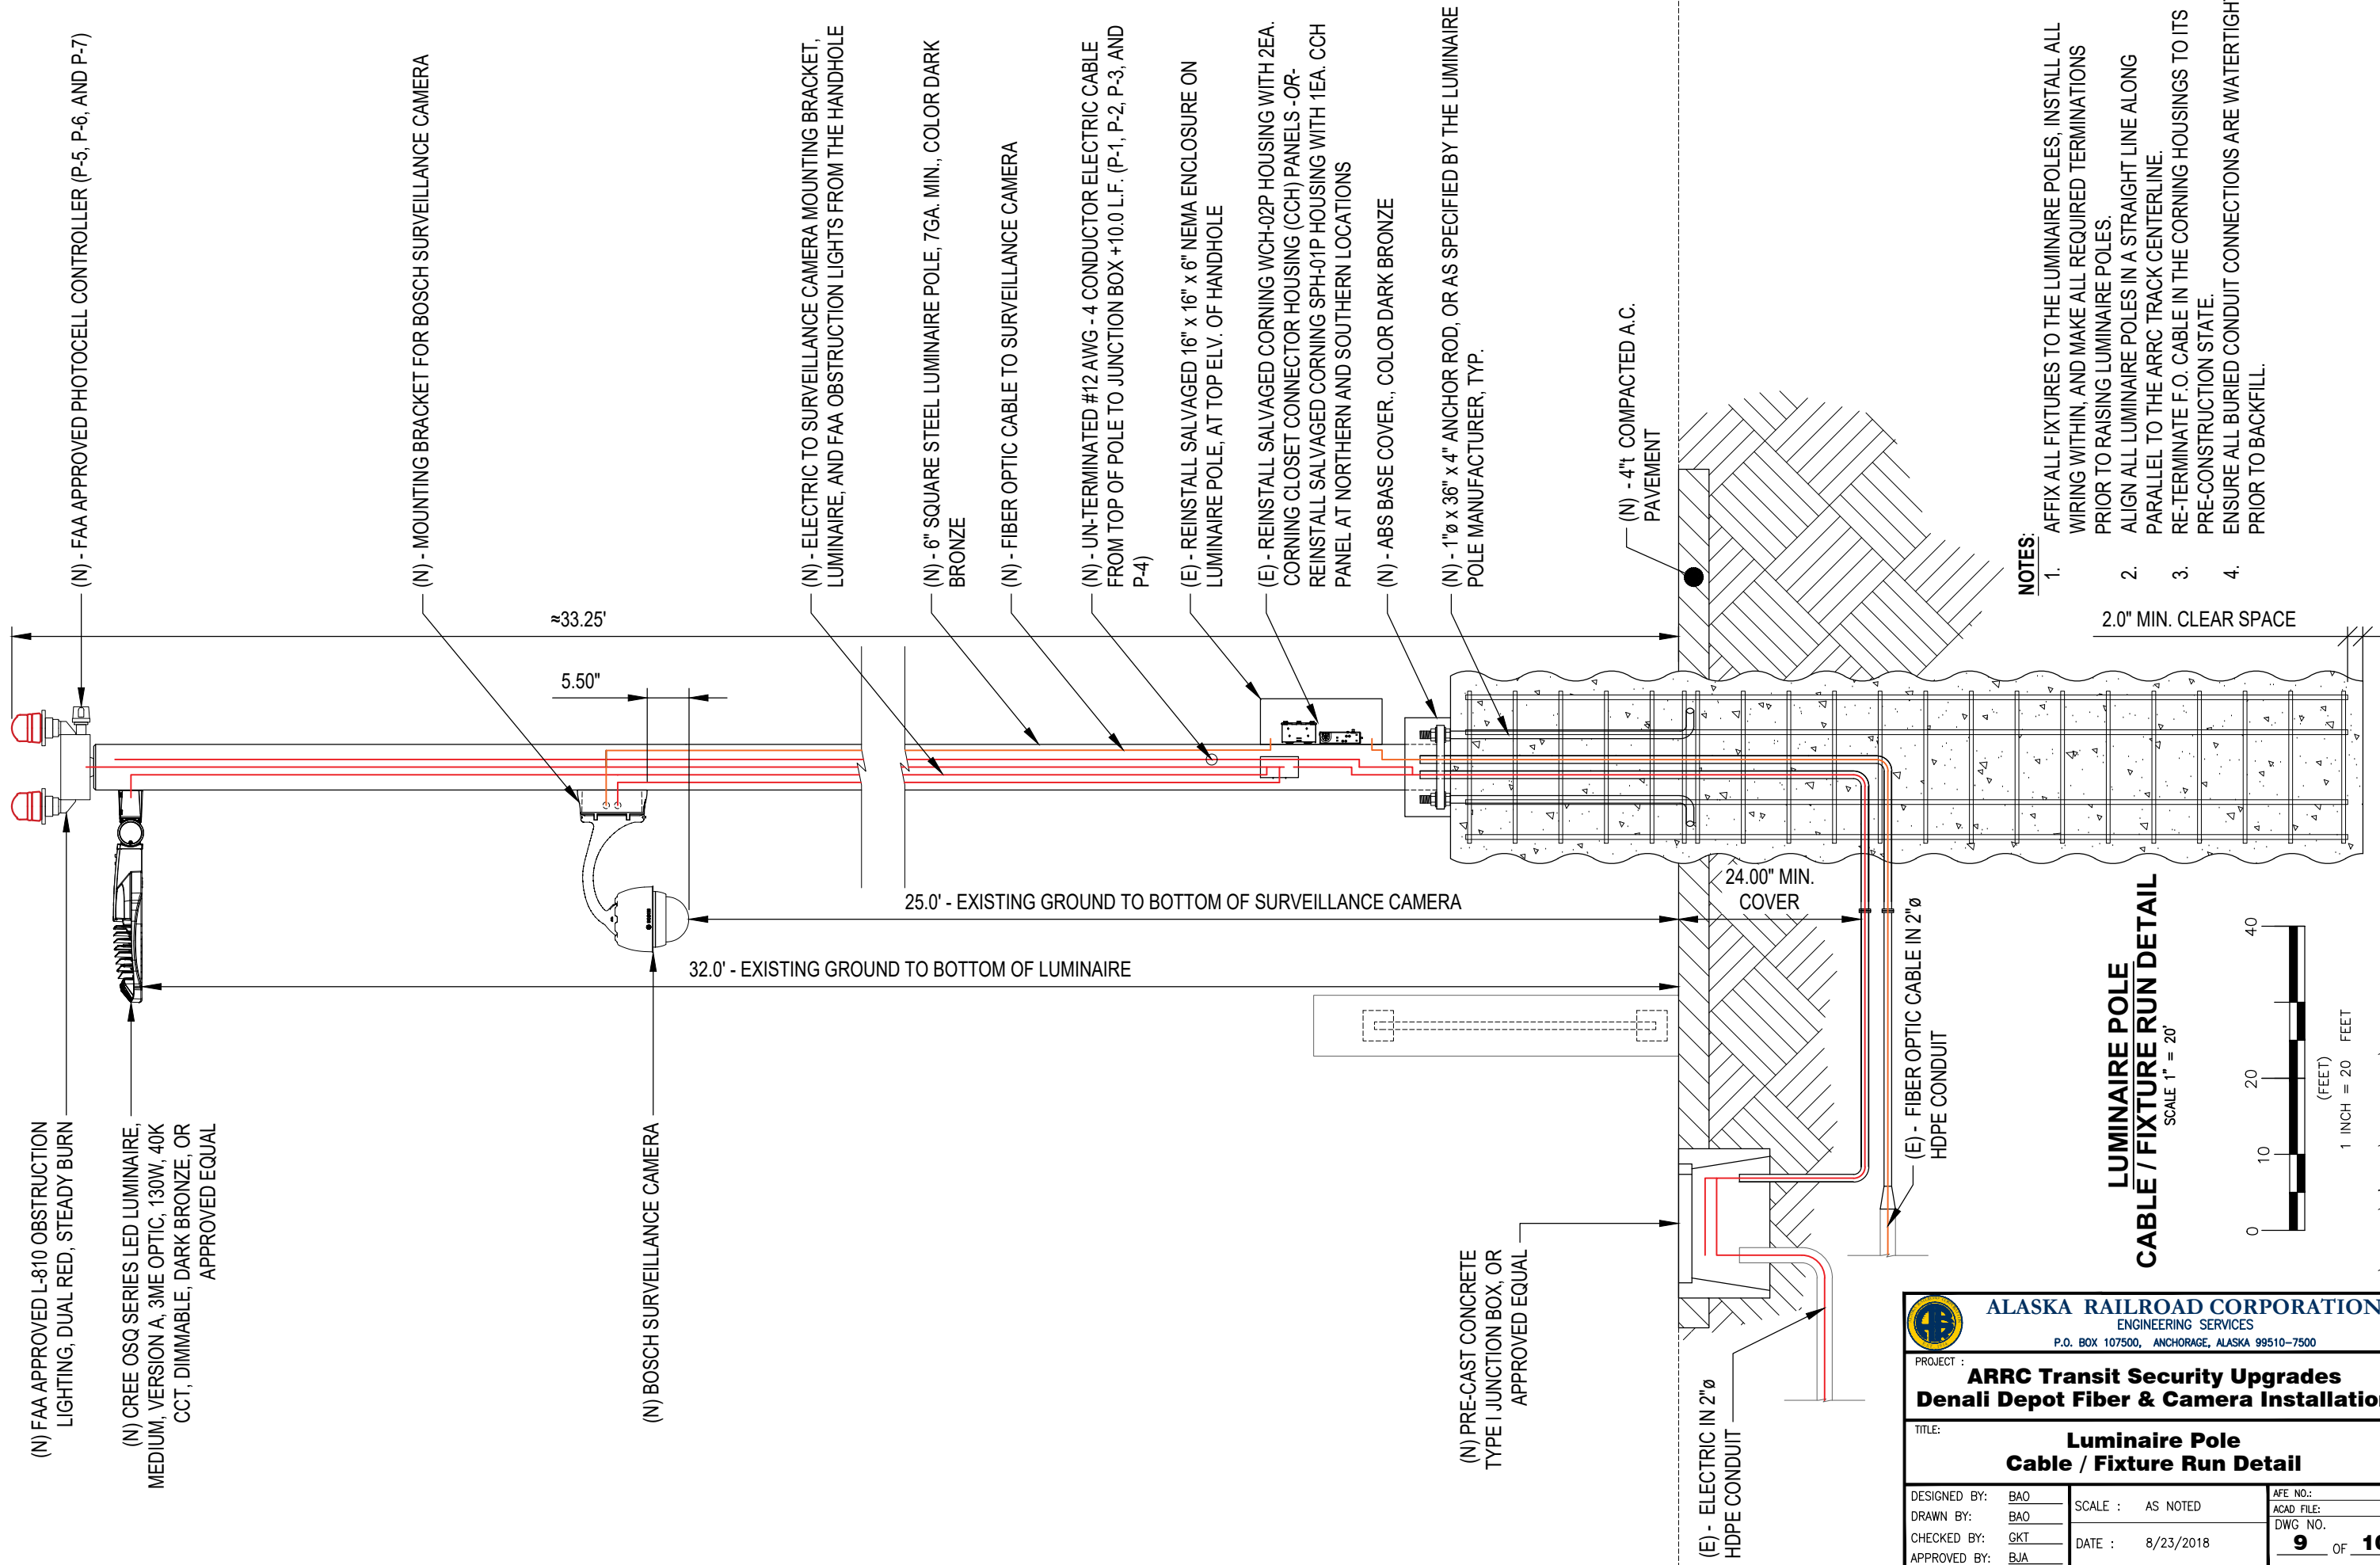 (N) - FAA APPROVED PHOTOCELL CONTROLLER (P-5, P-6, AND P-7)
(N) - MOUNTING BRACKET FOR BOSCH SURVEILLANCE CAMERA
(N) - ELECTRIC TO SURVEILLANCE CAMERA MOUNTING BRACKET,
LUMINAIRE, AND FAA OBSTRUCTION LIGHTS FROM THE HANDHOLE
(N) - 6" SQUARE STEEL LUMINAIRE POLE, 7GA. MIN., COLOR DARK
BRONZE
(N) - FIBER OPTIC CABLE TO SURVEILLANCE CAMERA
(N) - UN-TERMINATED #12 AWG - 4 CONDUCTOR ELECTRIC CABLE
FROM TOP OF POLE TO JUNCTION BOX +10.0 L.F. (P-1, P-2, P-3, AND
P-4)
(E) - REINSTALL SALVAGED 16" x 16" x 6" NEMA ENCLOSURE ON
LUMINAIRE POLE, AT TOP ELV. OF HANDHOLE
(E) - REINSTALL SALVAGED CORNING WCH-02P HOUSING WITH 2EA.
CORNING CLOSET CONNECTOR HOUSING (CCH) PANELS -OR-
REINSTALL SALVAGED CORNING SPH-01P HOUSING WITH 1EA. CCH
PANEL AT NORTHERN AND SOUTHERN LOCATIONS
(N) - ABS BASE COVER., COLOR DARK BRONZE
(N) - 1"ø x 36" x 4" ANCHOR ROD, OR AS SPECIFIED BY THE LUMINAIRE
POLE MANUFACTURER, TYP.
(N) - 4"t COMPACTED A.C.
PAVEMENT
NOTES:
1. AFFIX ALL FIXTURES TO THE LUMINAIRE POLES, INSTALL ALL
WIRING WITHIN, AND MAKE ALL REQUIRED TERMINATIONS
PRIOR TO RAISING LUMINAIRE POLES.
2. ALIGN ALL LUMINAIRE POLES IN A STRAIGHT LINE ALONG
PARALLEL TO THE ARRC TRACK CENTERLINE.
3. RE-TERMINATE F.O. CABLE IN THE CORNING HOUSINGS TO ITS
PRE-CONSTRUCTION STATE.
4. ENSURE ALL BURIED CONDUIT CONNECTIONS ARE WATERTIGHT
PRIOR TO BACKFILL.
≈33.25'
5.50"
2.0" MIN. CLEAR SPACE
25.0' - EXISTING GROUND TO BOTTOM OF SURVEILLANCE CAMERA
24.00" MIN.
COVER
32.0' - EXISTING GROUND TO BOTTOM OF LUMINAIRE
(N) FAA APPROVED L-810 OBSTRUCTION
LIGHTING, DUAL RED, STEADY BURN
(N) CREE OSQ SERIES LED LUMINAIRE,
MEDIUM, VERSION A, 3ME OPTIC, 130W, 40K
CCT, DIMMABLE, DARK BRONZE, OR
APPROVED EQUAL
(N) BOSCH SURVEILLANCE CAMERA
(N) PRE-CAST CONCRETE
TYPE I JUNCTION BOX, OR
APPROVED EQUAL
(E) - ELECTRIC IN 2"ø
HDPE CONDUIT
(E) - FIBER OPTIC CABLE IN 2"ø
HDPE CONDUIT
LUMINAIRE POLE
CABLE / FIXTURE RUN DETAIL
SCALE 1" = 20'
0 10 20 40
(FEET)
1 INCH = 20 FEET
ALASKA RAILROAD CORPORATION
ENGINEERING SERVICES
P.O. BOX 107500, ANCHORAGE, ALASKA 99510-7500
PROJECT :
ARRC Transit Security Upgrades
Denali Depot Fiber & Camera Installation
TITLE:
Luminaire Pole
Cable / Fixture Run Detail
DESIGNED BY: BAO
DRAWN BY: BAO
CHECKED BY: GKT
APPROVED BY: BJA
SCALE : AS NOTED
DATE : 8/23/2018
AFE NO.:
ACAD FILE:
DWG NO.
9 OF